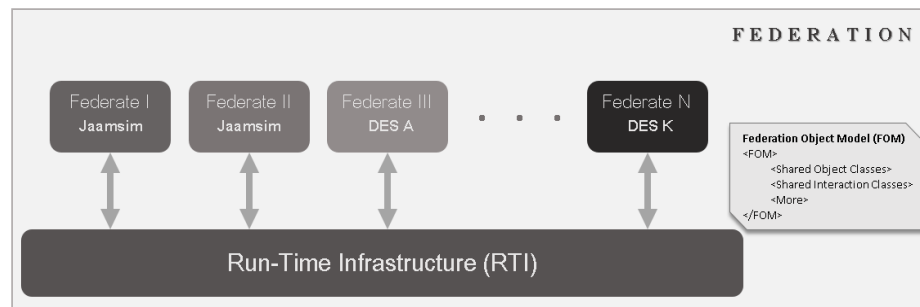 FEDERATION
Federate I
Jaamsim
Federate II
Jaamsim
Federate III
DES A
. . .
Federate N
DES K
Federation Object Model (FOM)
<FOM>
<Shared Object Classes>
<Shared Interaction Classes>
<More>
</FOM>
Run-Time Infrastructure (RTI)